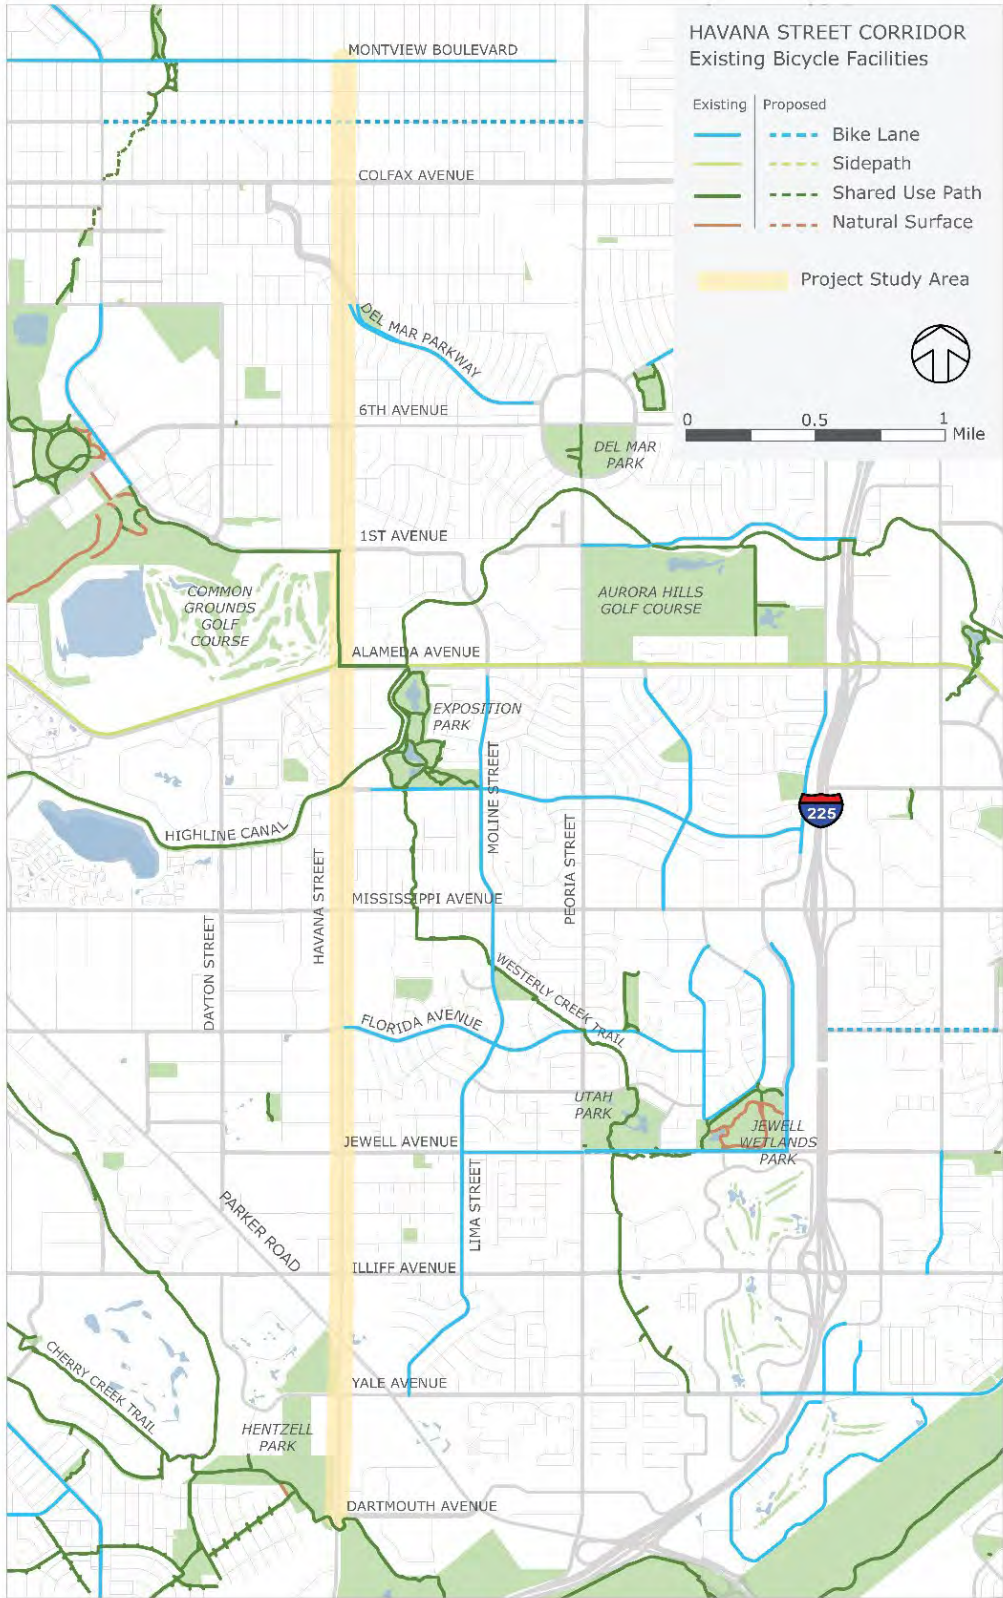 HAVANA STREET CORRIDOR
Existing Bicycle Facilities
Existing Proposed
Bike Lane
Sidepath
Shared Use Path
Natural Surface
Project Study Area
0 0.5 1
Mile
MONTVIEW BOULEVARD
COLFAX AVENUE
DEL MAR PARKWAY
6TH AVENUE
DEL MAR
PARK
1ST AVENUE
COMMON
GROUNDS
GOLF
COURSE
AURORA HILLS
GOLF COURSE
ALAMEDA AVENUE
EXPOSITION
PARK
MOLINE STREET
225
HIGHLINE CANAL
PEORIA STREET
HAVANA STREET
MISSISSIPPI AVENUE
DAYTON STREET
WESTERLY CREEK TRAIL
FLORIDA AVENUE
UTAH
PARK
JEWELL AVENUE
JEWELL
WETLANDS
PARK
LIMA STREET
PARKER ROAD
ILLIFF AVENUE
CHERRY CREEK TRAIL
YALE AVENUE
HENTZELL
PARK
DARTMOUTH AVENUE